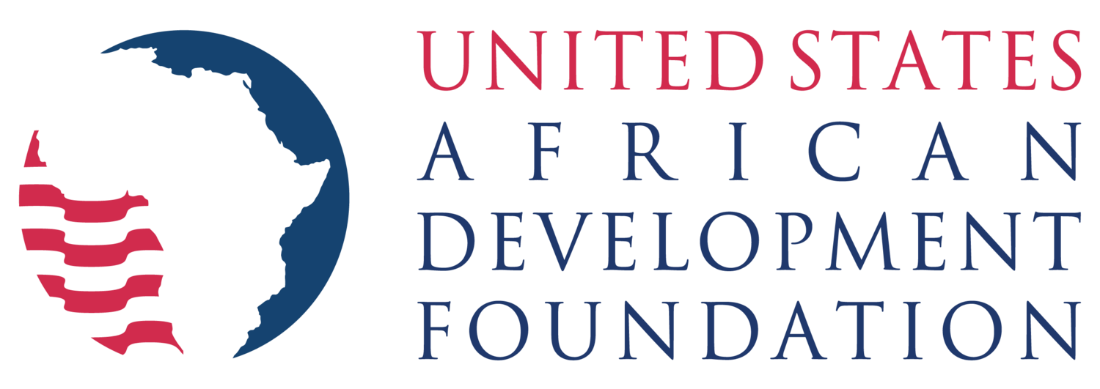 UNITED STATES
AFRICAN
DEVELOPMENT
FOUNDATION